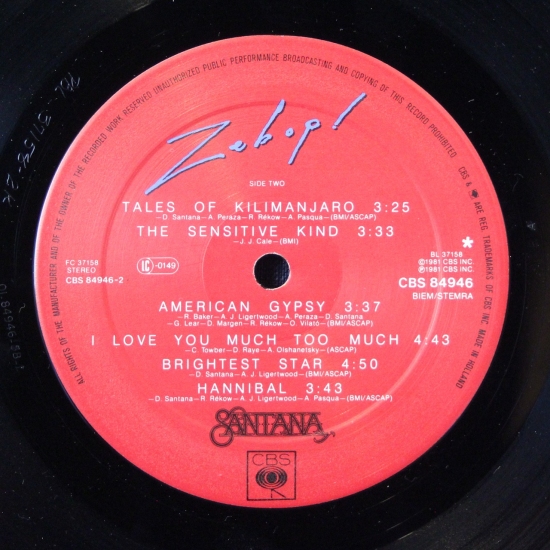 ALL RIGHTS OF THE MANUFACTURER AND OF THE OWNER OF THE RECORDED WORK RESERVED UNAUTHORIZED PUBLIC PERFORMANCE BROADCASTING AND COPYING OF THIS RECORD PROHIBITED
CBS & ARE REG. TRADEMARKS OF CBS INC. MADE IN HOLLAND
Zebop!
SIDE TWO
TALES OF KILIMANJARO 3:25
—D. Santana—A. Peraza—R. Rékow—A. Pasqua—(BMI/ASCAP)
THE SENSITIVE KIND 3:33
—J. J. Cale—(BMI)
FC 37158
STEREO
CBS 84946-2
LC -0149
*
BL 37158
©1981 CBS INC
℗1981 CBS INC
CBS 84946
BIEM/STEMRA
AMERICAN GYPSY 3:37
—R. Baker—A. J. Ligertwood—A. Peraza—D. Santana
—G. Lear—D. Margen—R. Rékow—O. Vilató—(BMI/ASCAP)
I LOVE YOU MUCH TOO MUCH 4:43
—C. Towber—D. Raye—A. Olshanetsky—(ASCAP)
BRIGHTEST STAR 4:50
—D. Santana—A. J. Ligertwood—(BMI/ASCAP)
HANNIBAL 3:43
—D. Santana—R. Rékow—A. J. Ligertwood—A. Pasqua—(BMI/ASCAP)
SANTANA
CBS